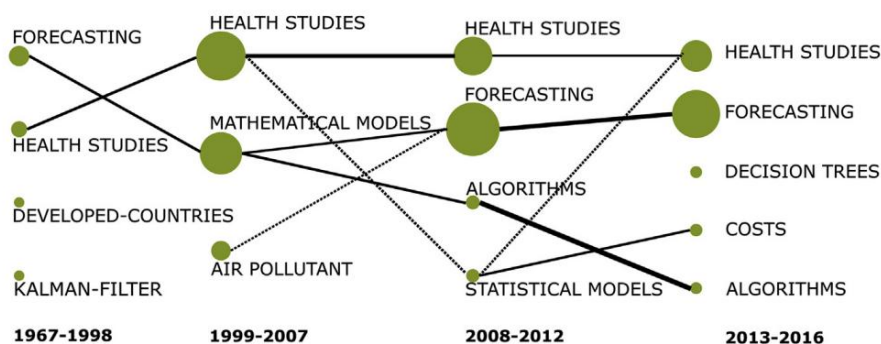 FORECASTING
HEALTH STUDIES
DEVELOPED-COUNTRIES
KALMAN-FILTER
1967-1998
HEALTH STUDIES
MATHEMATICAL MODELS
AIR POLLUTANT
1999-2007
HEALTH STUDIES
FORECASTING
ALGORITHMS
STATISTICAL MODELS
2008-2012
HEALTH STUDIES
FORECASTING
DECISION TREES
COSTS
ALGORITHMS
2013-2016